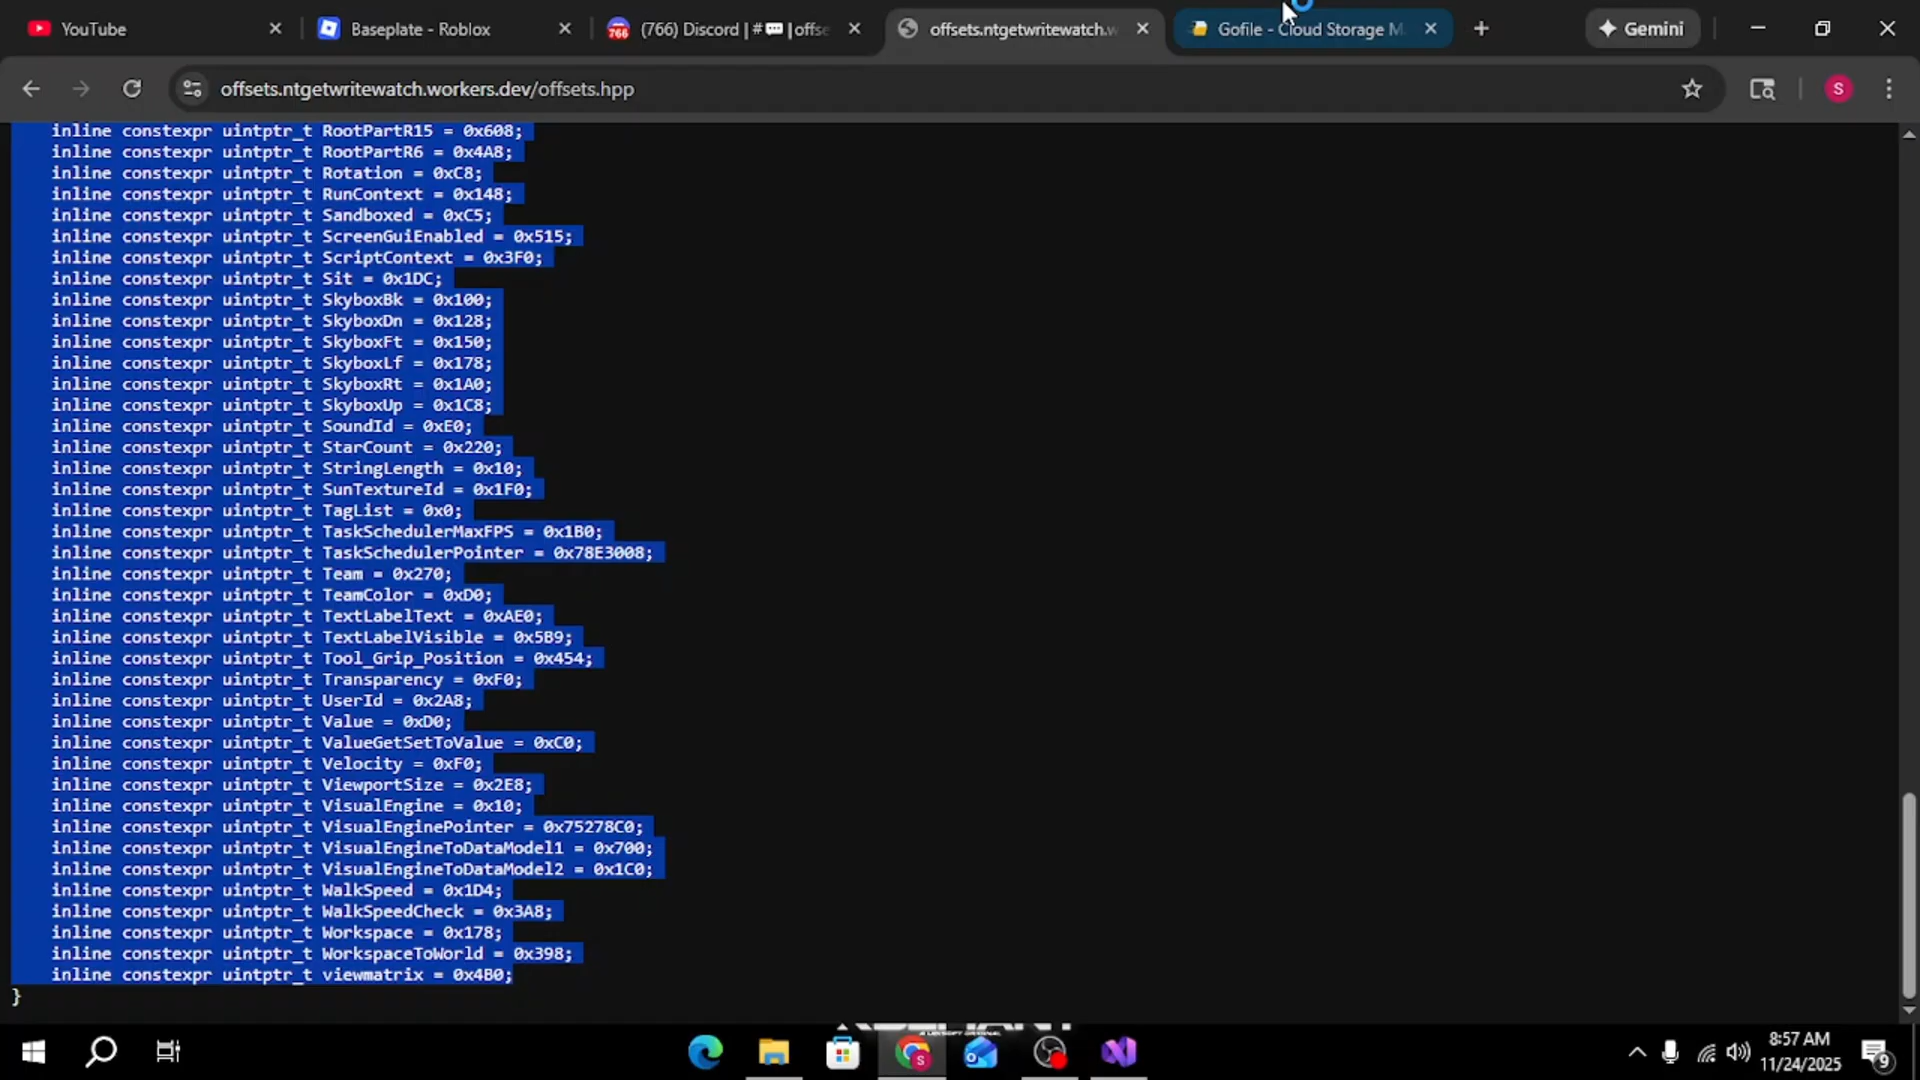 YouTube
Baseplate - Roblox
(766) Discord | #💬|offse
offsets.ntgetwritewatch.w
Gofile - Cloud Storage M
Gemini
offsets.ntgetwritewatch.workers.dev/offsets.hpp
S
inline constexpr uintptr_t RootPartR15 = 0x608;
inline constexpr uintptr_t RootPartR6 = 0x4A8;
inline constexpr uintptr_t Rotation = 0xC8;
inline constexpr uintptr_t RunContext = 0x148;
inline constexpr uintptr_t Sandboxed = 0xC5;
inline constexpr uintptr_t ScreenGuiEnabled = 0x515;
inline constexpr uintptr_t ScriptContext = 0x3F0;
inline constexpr uintptr_t Sit = 0x1DC;
inline constexpr uintptr_t SkyboxBk = 0x100;
inline constexpr uintptr_t SkyboxDn = 0x128;
inline constexpr uintptr_t SkyboxFt = 0x150;
inline constexpr uintptr_t SkyboxLf = 0x178;
inline constexpr uintptr_t SkyboxRt = 0x1A0;
inline constexpr uintptr_t SkyboxUp = 0x1C8;
inline constexpr uintptr_t SoundId = 0xE0;
inline constexpr uintptr_t StarCount = 0x220;
inline constexpr uintptr_t StringLength = 0x10;
inline constexpr uintptr_t SunTextureId = 0x1F0;
inline constexpr uintptr_t TagList = 0x0;
inline constexpr uintptr_t TaskSchedulerMaxFPS = 0x1B0;
inline constexpr uintptr_t TaskSchedulerPointer = 0x78E3008;
inline constexpr uintptr_t Team = 0x270;
inline constexpr uintptr_t TeamColor = 0xD0;
inline constexpr uintptr_t TextLabelText = 0xAE0;
inline constexpr uintptr_t TextLabelVisible = 0x5B9;
inline constexpr uintptr_t Tool_Grip_Position = 0x454;
inline constexpr uintptr_t Transparency = 0xF0;
inline constexpr uintptr_t UserId = 0x2A8;
inline constexpr uintptr_t Value = 0xD0;
inline constexpr uintptr_t ValueGetSetToValue = 0xC0;
inline constexpr uintptr_t Velocity = 0xF0;
inline constexpr uintptr_t ViewportSize = 0x2E8;
inline constexpr uintptr_t VisualEngine = 0x10;
inline constexpr uintptr_t VisualEnginePointer = 0x75278C0;
inline constexpr uintptr_t VisualEngineToDataModel1 = 0x700;
inline constexpr uintptr_t VisualEngineToDataModel2 = 0x1C0;
inline constexpr uintptr_t WalkSpeed = 0x1D4;
inline constexpr uintptr_t WalkSpeedCheck = 0x3A8;
inline constexpr uintptr_t Workspace = 0x178;
inline constexpr uintptr_t WorkspaceToWorld = 0x398;
inline constexpr uintptr_t viewmatrix = 0x4B0;
}
8:57 AM
11/24/2025
9